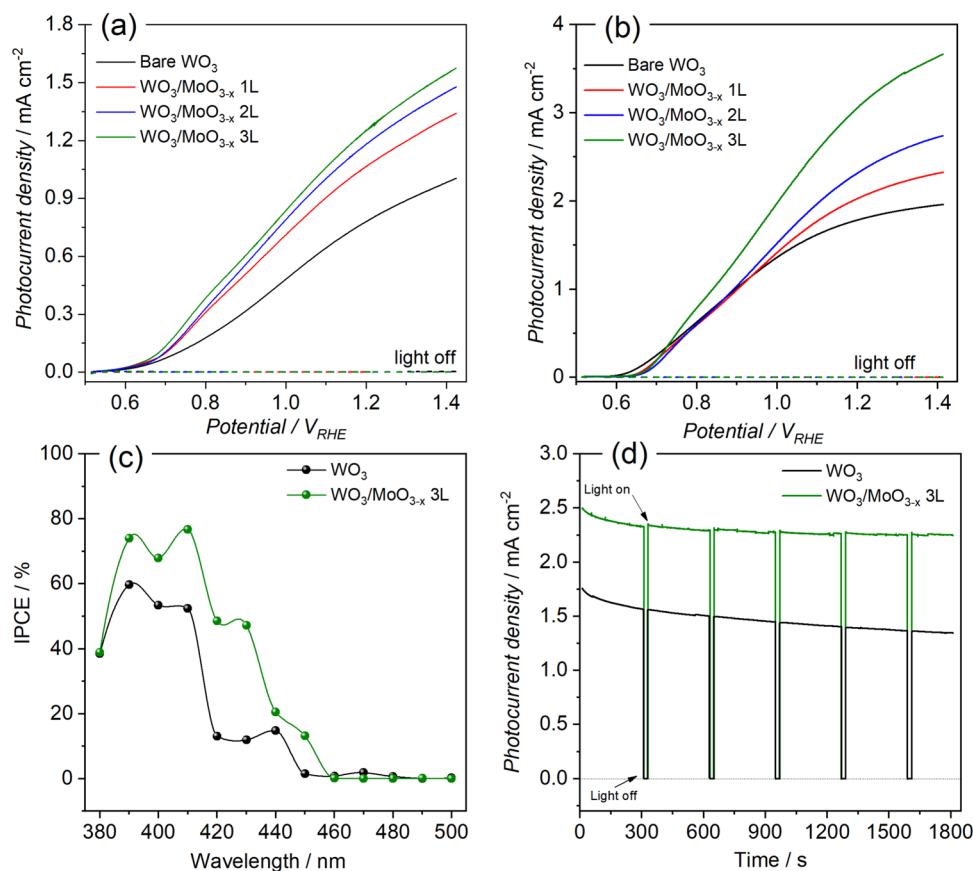 (a)
Photocurrent density / mA cm⁻²
1.8
1.5
1.2
0.9
0.6
0.3
0.0
Bare WO₃
WO₃/MoO₃₋ₓ 1L
WO₃/MoO₃₋ₓ 2L
WO₃/MoO₃₋ₓ 3L
light off
0.6 0.8 1.0 1.2 1.4
Potential / V_RHE
(b)
Photocurrent density / mA cm⁻²
4
3
2
1
0
Bare WO₃
WO₃/MoO₃₋ₓ 1L
WO₃/MoO₃₋ₓ 2L
WO₃/MoO₃₋ₓ 3L
light off
0.6 0.8 1.0 1.2 1.4
Potential / V_RHE
(c)
IPCE / %
100
80
60
40
20
0
WO₃
WO₃/MoO₃₋ₓ 3L
380 400 420 440 460 480 500
Wavelength / nm
(d)
Photocurrent density / mA cm⁻²
3.0
2.5
2.0
1.5
1.0
0.5
0.0
WO₃
WO₃/MoO₃₋ₓ 3L
Light on
Light off
0 300 600 900 1200 1500 1800
Time / s